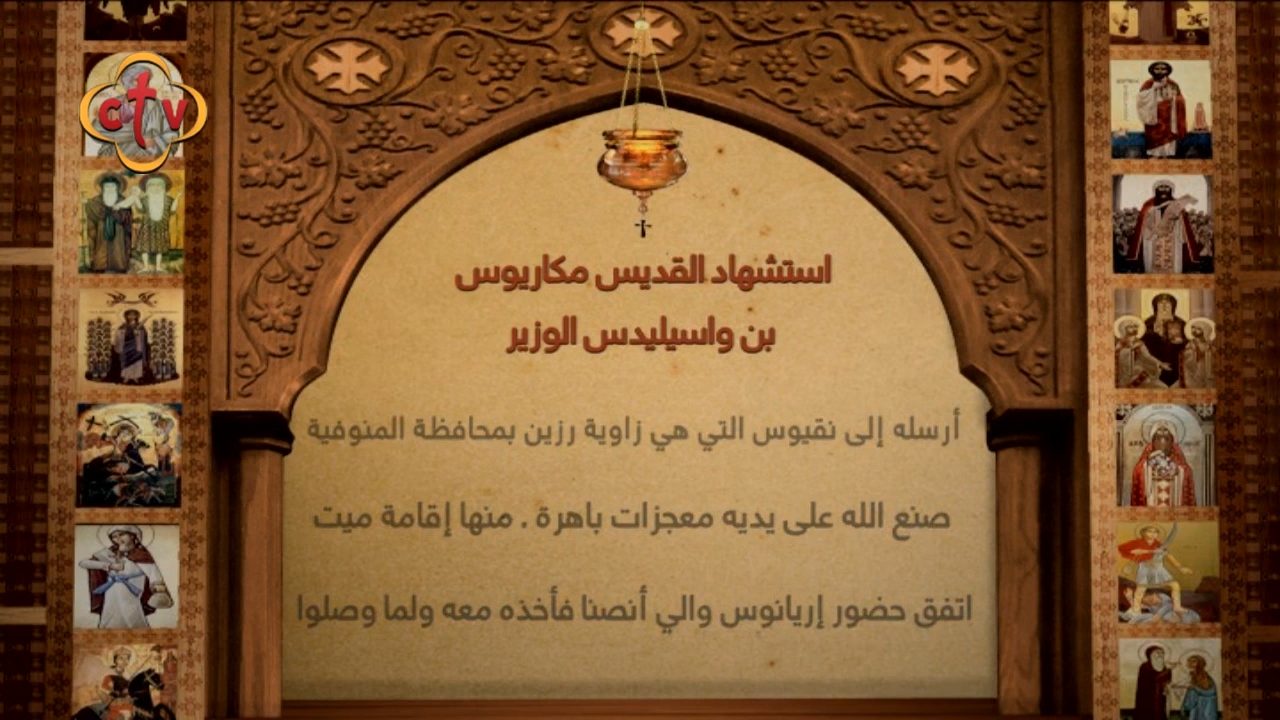 ctv
استشهاد القديس مكاريوس
بن واسيليدس الوزير
أرسله إلى نقيوس التي هي زاوية رزين بمحافظة المنوفية
صنع الله على يديه معجزات باهرة . منها إقامة ميت
اتفق حضور إريانوس والي أنصنا فأخذه معه ولما وصلوا